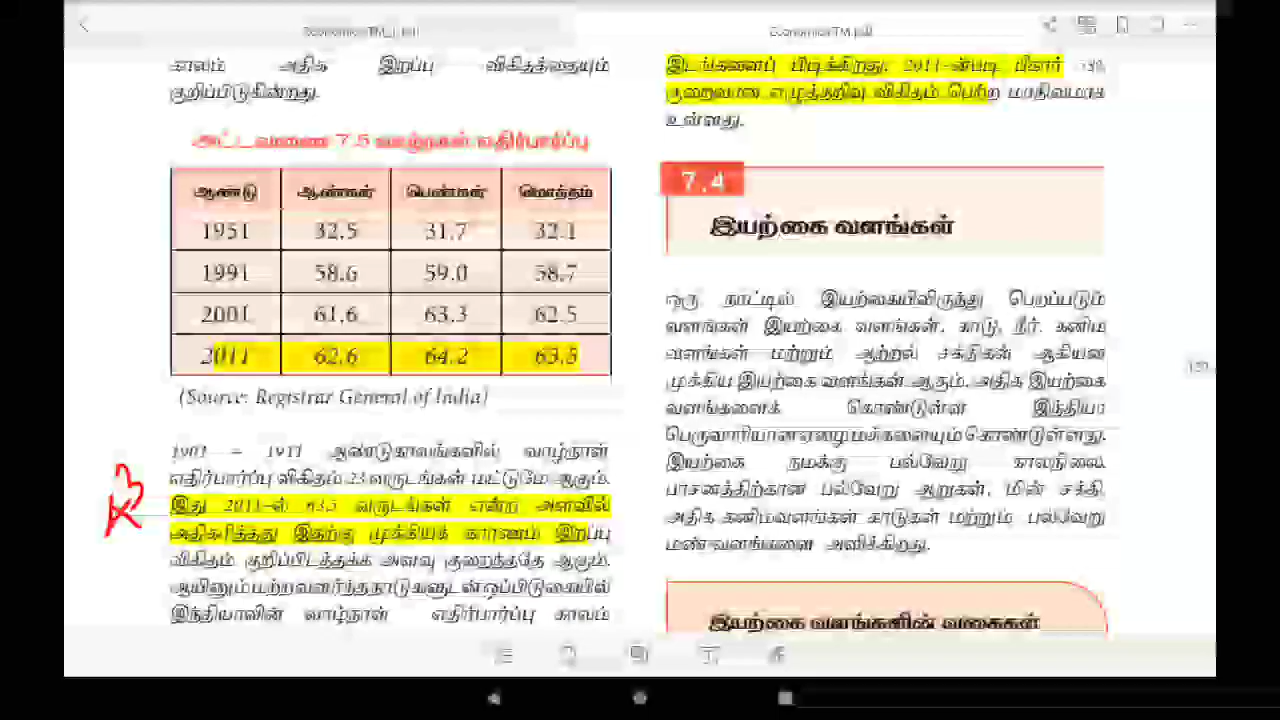 EconomicsTM.pdf
EconomicsTM.pdf
காலம் அதிக இறப்பு விகிதத்தையும்
குறிப்பிடுகின்றது.
அட்டவணை 7.5 வாழ்நாள் எதிர்பார்ப்பு
ஆண்டு ஆண்கள் பெண்கள் மொத்தம்
1951 32.5 31.7 32.1
1991 58.6 59.0 58.7
2001 61.6 63.3 62.5
2011 62.6 64.2 63.5
(Source: Registrar General of India)
1901 – 1911 ஆண்டுகாலங்களில் வாழ்நாள்
எதிர்பார்ப்பு விகிதம் 23 வருடங்கள் மட்டுமே ஆகும்.
இது 2011-ல் 63.5 வருடங்கள் என்ற அளவில்
அதிகரித்தது இதற்கு முக்கியக் காரணம் இறப்பு
விகிதம் குறிப்பிடத்தக்க அளவு குறைந்ததே ஆகும்.
ஆயினும் மற்ற வளர்ந்த நாடுகளுடன் ஒப்பிடுகையில்
இந்தியாவின் வாழ்நாள் எதிர்பார்ப்பு காலம்
இடங்களைப் பிடிக்கிறது. 2011-ன்படி பிகார்
குறைவான எழுத்தறிவு விகிதம் பெற்ற மாநிலமாக
உள்ளது.
7.4
இயற்கை வளங்கள்
ஒரு நாட்டில் இயற்கையிலிருந்து பெறப்படும்
வளங்கள் இயற்கை வளங்கள். காடு, நீர், கனிம
வளங்கள் மற்றும் ஆற்றல் சக்திகள் ஆகியன
முக்கிய இயற்கை வளங்கள் ஆகும். அதிக இயற்கை
வளங்களைக் கொண்டுள்ள இந்தியா
பெருவாரியான ஏழை மக்களையும் கொண்டுள்ளது.
இயற்கை நமக்கு பல்வேறு காலநிலை,
பாசனத்திற்கான பல்வேறு ஆறுகள், மின் சக்தி,
அதிக கனிமவளங்கள் காடுகள் மற்றும் பல்வேறு
மண்வளங்களை அளிக்கிறது.
இயற்கை வளங்களின் வகைகள்